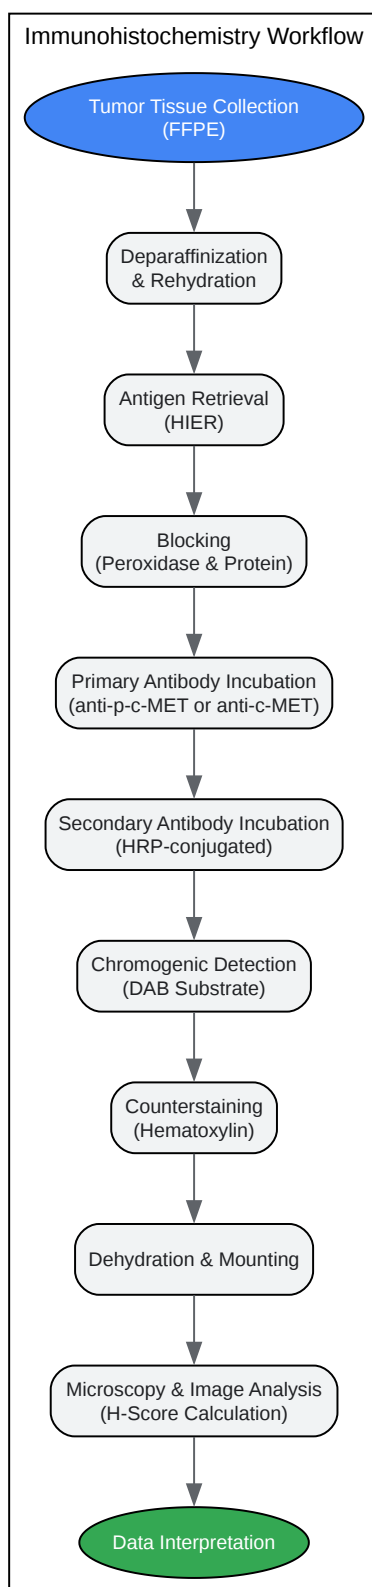 Immunohistochemistry Workflow
Tumor Tissue Collection
(FFPE)
Deparaffinization
& Rehydration
Antigen Retrieval
(HIER)
Blocking
(Peroxidase & Protein)
Primary Antibody Incubation
(anti-p-c-MET or anti-c-MET)
Secondary Antibody Incubation
(HRP-conjugated)
Chromogenic Detection
(DAB Substrate)
Counterstaining
(Hematoxylin)
Dehydration & Mounting
Microscopy & Image Analysis
(H-Score Calculation)
Data Interpretation